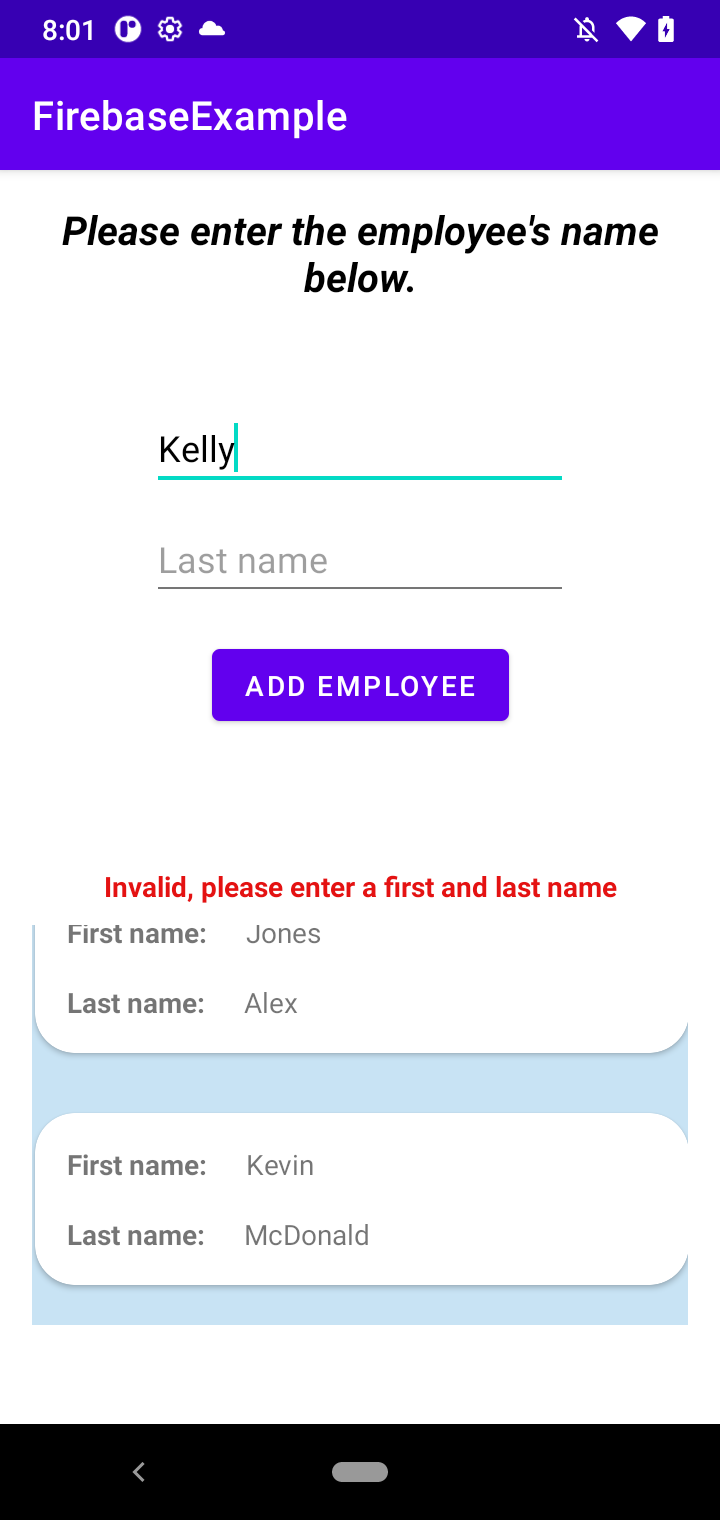 8:01
FirebaseExample
Please enter the employee's name
below.
Kelly
Last name
ADD EMPLOYEE
Invalid, please enter a first and last name
First name: Jones
Last name: Alex
First name: Kevin
Last name: McDonald